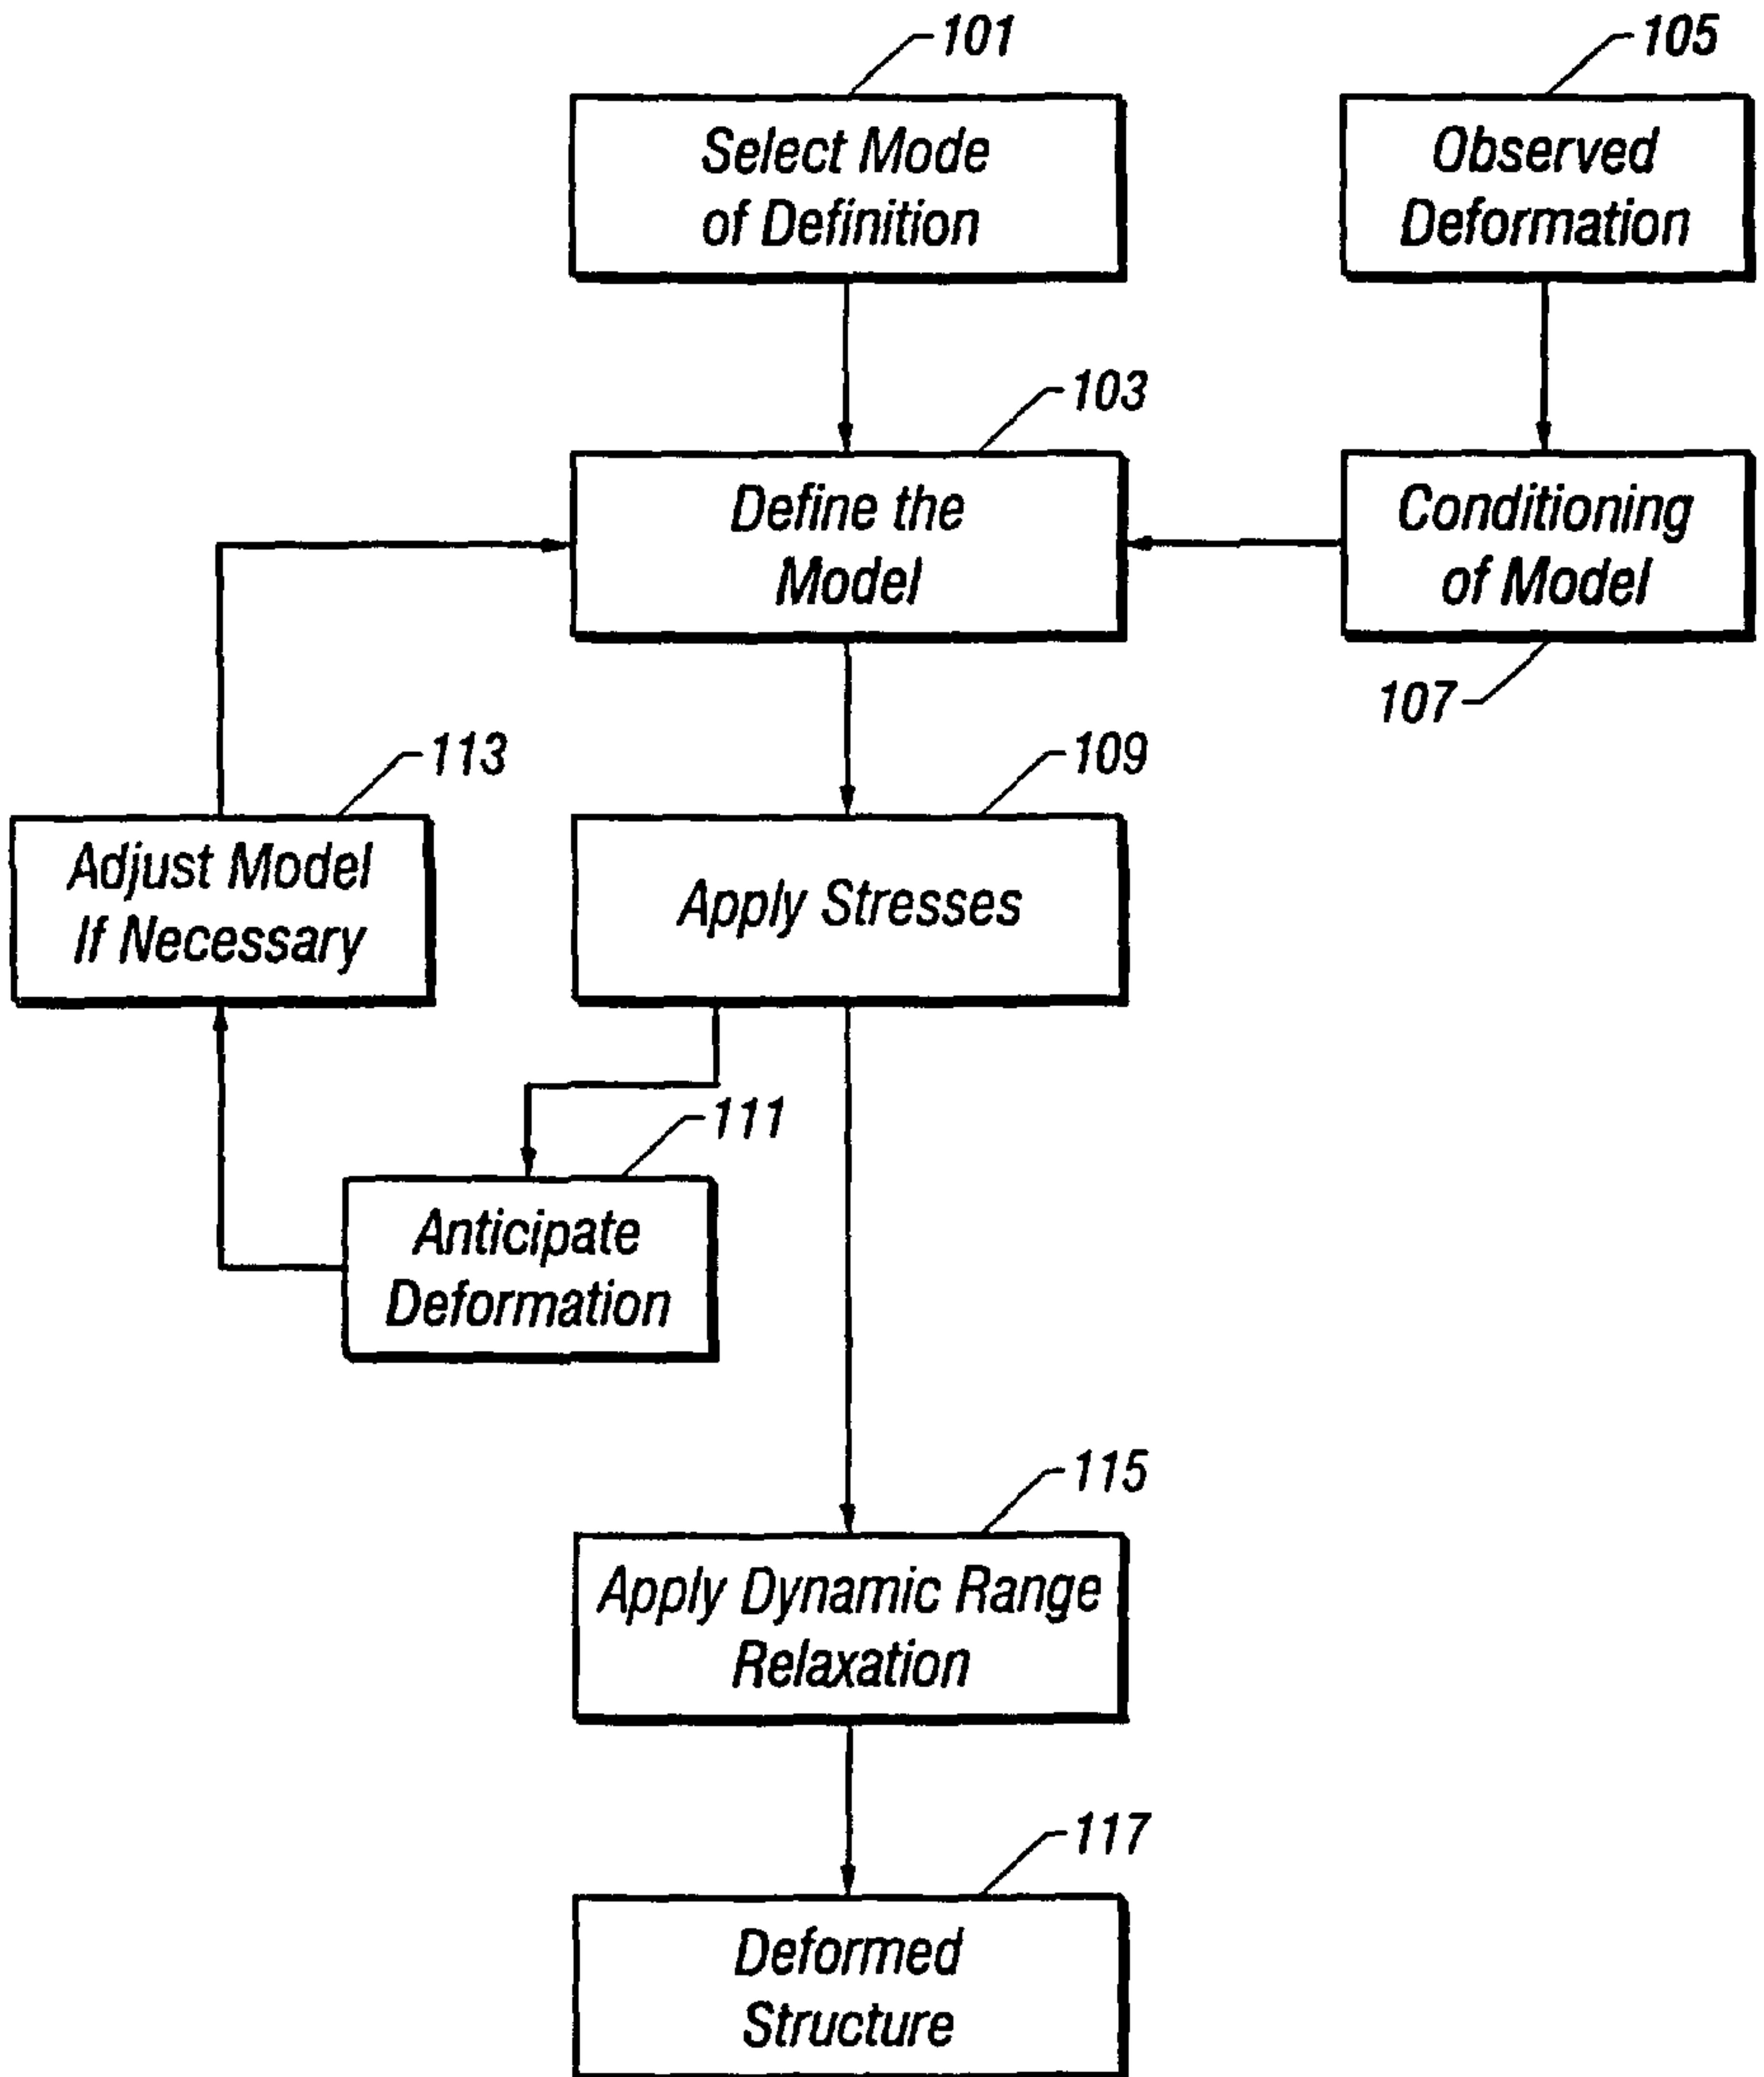 101
105
Select Mode
of Definition
Observed
Deformation
103
Define the
Model
Conditioning
of Model
107
113
109
Adjust Model
If Necessary
Apply Stresses
111
Anticipate
Deformation
115
Apply Dynamic Range
Relaxation
117
Deformed
Structure